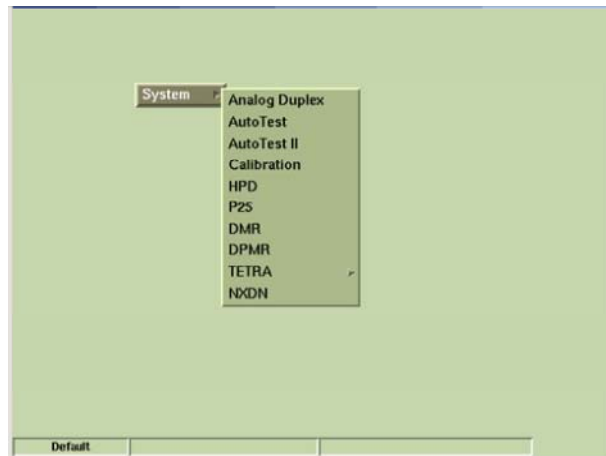 System
Analog Duplex
AutoTest
AutoTest II
Calibration
HPD
P25
DMR
DPMR
TETRA
NXDN
Default